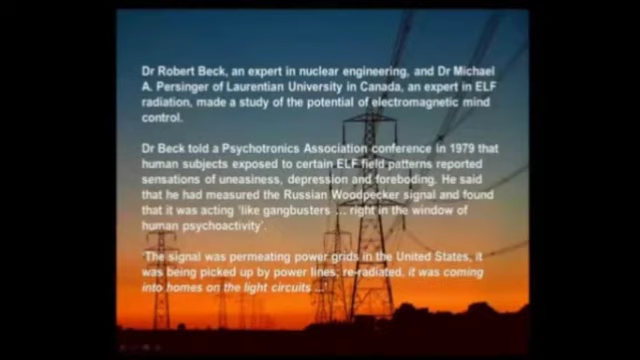 Dr Robert Beck, an expert in nuclear engineering, and Dr Michael
A. Persinger of Laurentian University in Canada, an expert in ELF
radiation, made a study of the potential of electromagnetic mind
control.
Dr Beck told a Psychotronics Association conference in 1979 that
human subjects exposed to certain ELF field patterns reported
sensations of uneasiness, depression and foreboding. He said
that he had measured the Russian Woodpecker signal and found
that it was acting 'like gangbusters ... right in the window of
human psychoactivity'.
'The signal was permeating power grids in the United States, it
was being picked up by power lines, re-radiated, it was coming
into homes on the light circuits ...'